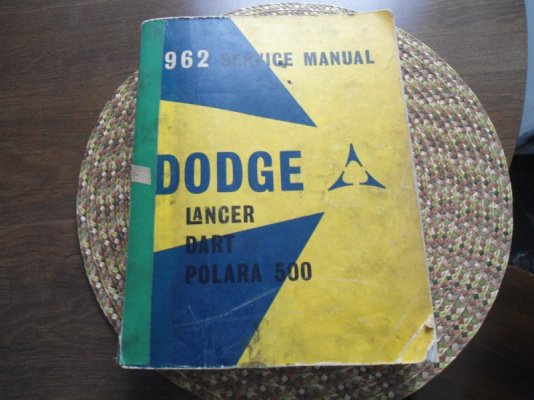 962 SERVICE MANUAL
DODGE
LANCER
DART
POLARA 500